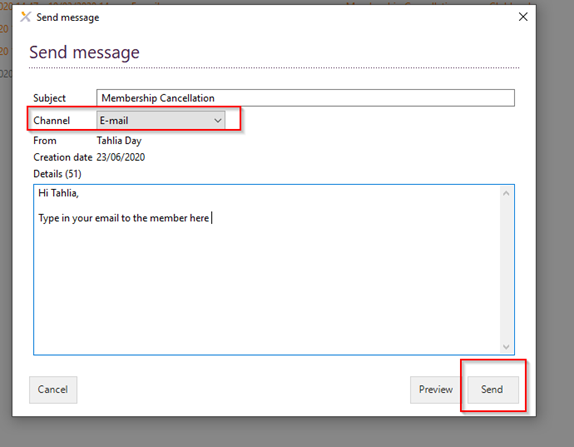 Send message
Send message
Subject Membership Cancellation
Channel E-mail
From Tahlia Day
Creation date 23/06/2020
Details (51)
Hi Tahlia,
Type in your email to the member here
Cancel Preview Send